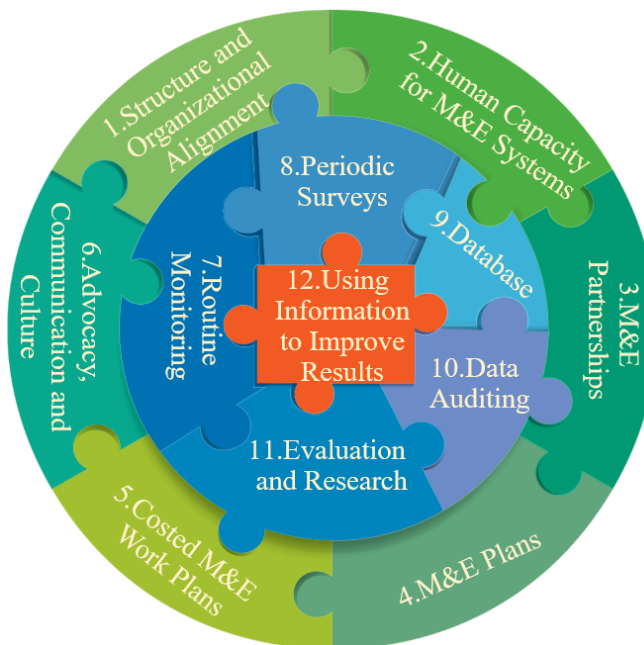 1.Structure and
Organizational
Alignment
2.Human Capacity
for M&E Systems
3.M&E
Partnerships
4.M&E Plans
5.Costed M&E
Work Plans
6.Advocacy,
Communication and
Culture
7.Routine
Monitoring
8.Periodic
Surveys
9.Database
10.Data
Auditing
11.Evaluation
and Research
12.Using
Information
to Improve
Results